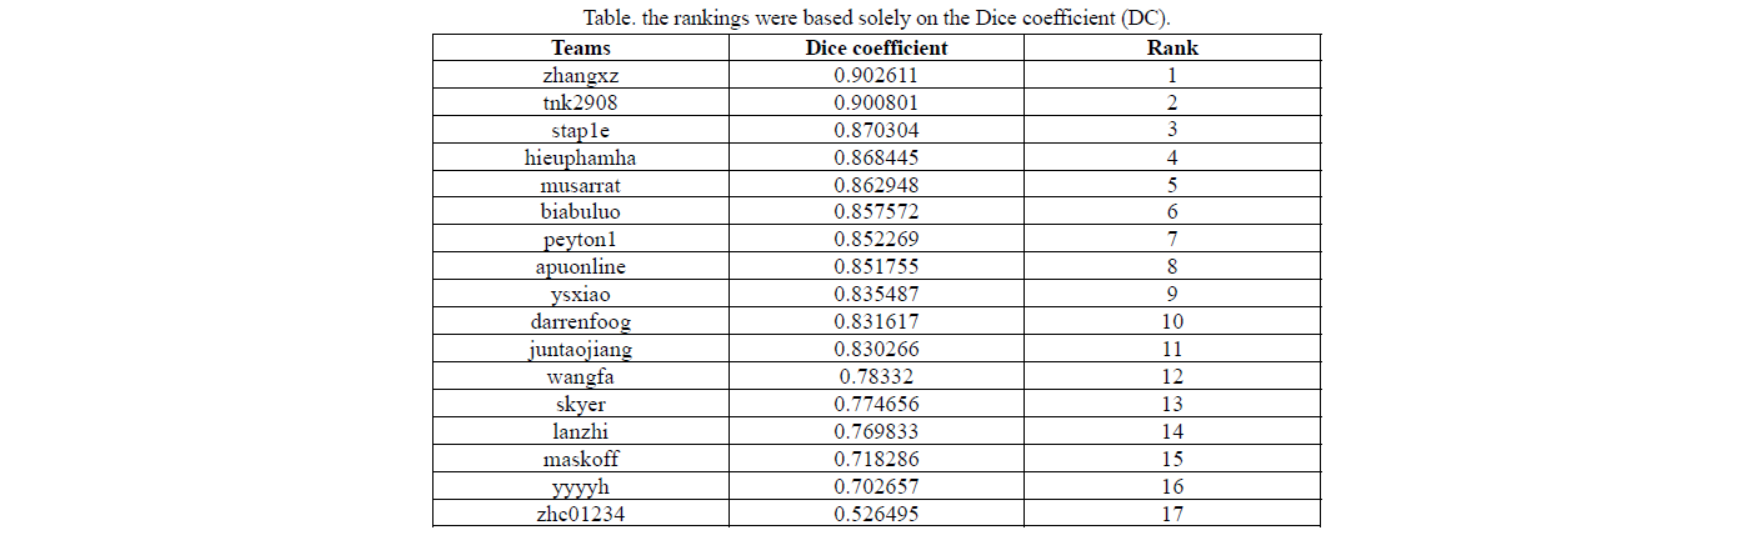 Table. the rankings were based solely on the Dice coefficient (DC).
Teams Dice coefficient Rank
zhangxz 0.902611 1
tnk2908 0.900801 2
stap1e 0.870304 3
hieuphamha 0.868445 4
musarrat 0.862948 5
biabuluo 0.857572 6
peyton1 0.852269 7
apuonline 0.851755 8
ysxiao 0.835487 9
darrenfoog 0.831617 10
juntaojiang 0.830266 11
wangfa 0.78332 12
skyer 0.774656 13
lanzhi 0.769833 14
maskoff 0.718286 15
yyyyh 0.702657 16
zhc01234 0.526495 17